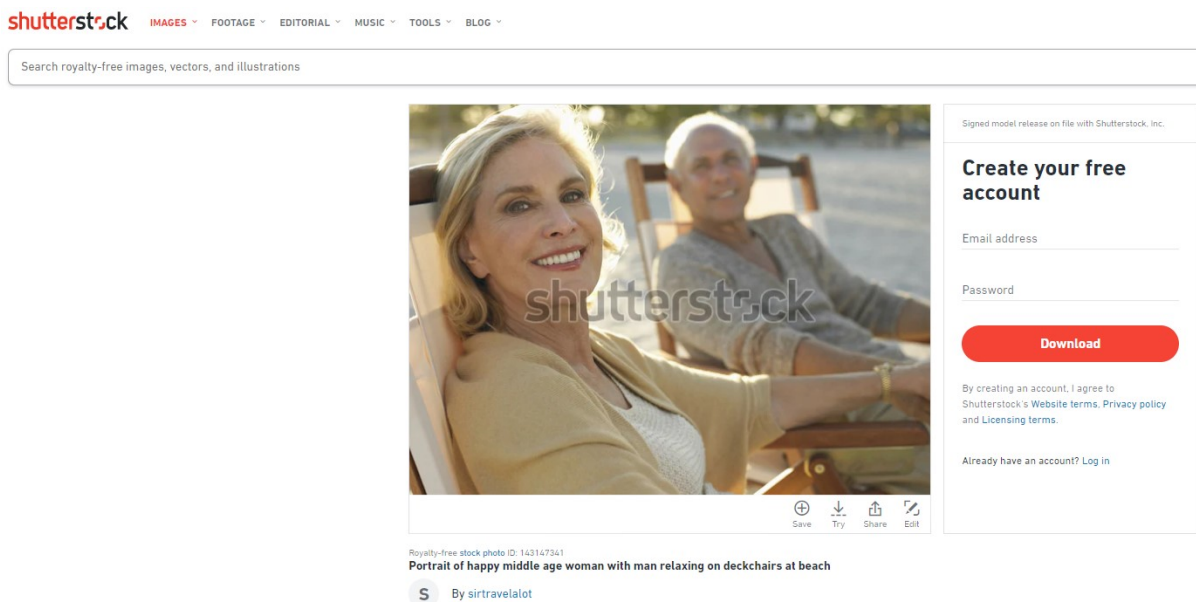 shutterstock IMAGES FOOTAGE EDITORIAL MUSIC TOOLS BLOG
Search royalty-free images, vectors, and illustrations
shutterstock
Save Try Share Edit
Royalty-free stock photo ID: 143147341
Portrait of happy middle age woman with man relaxing on deckchairs at beach
S By sirtravelalot
Signed model release on file with Shutterstock, Inc.
Create your free
account
Email address
Password
Download
By creating an account, I agree to
Shutterstock's Website terms, Privacy policy
and Licensing terms.
Already have an account? Log in